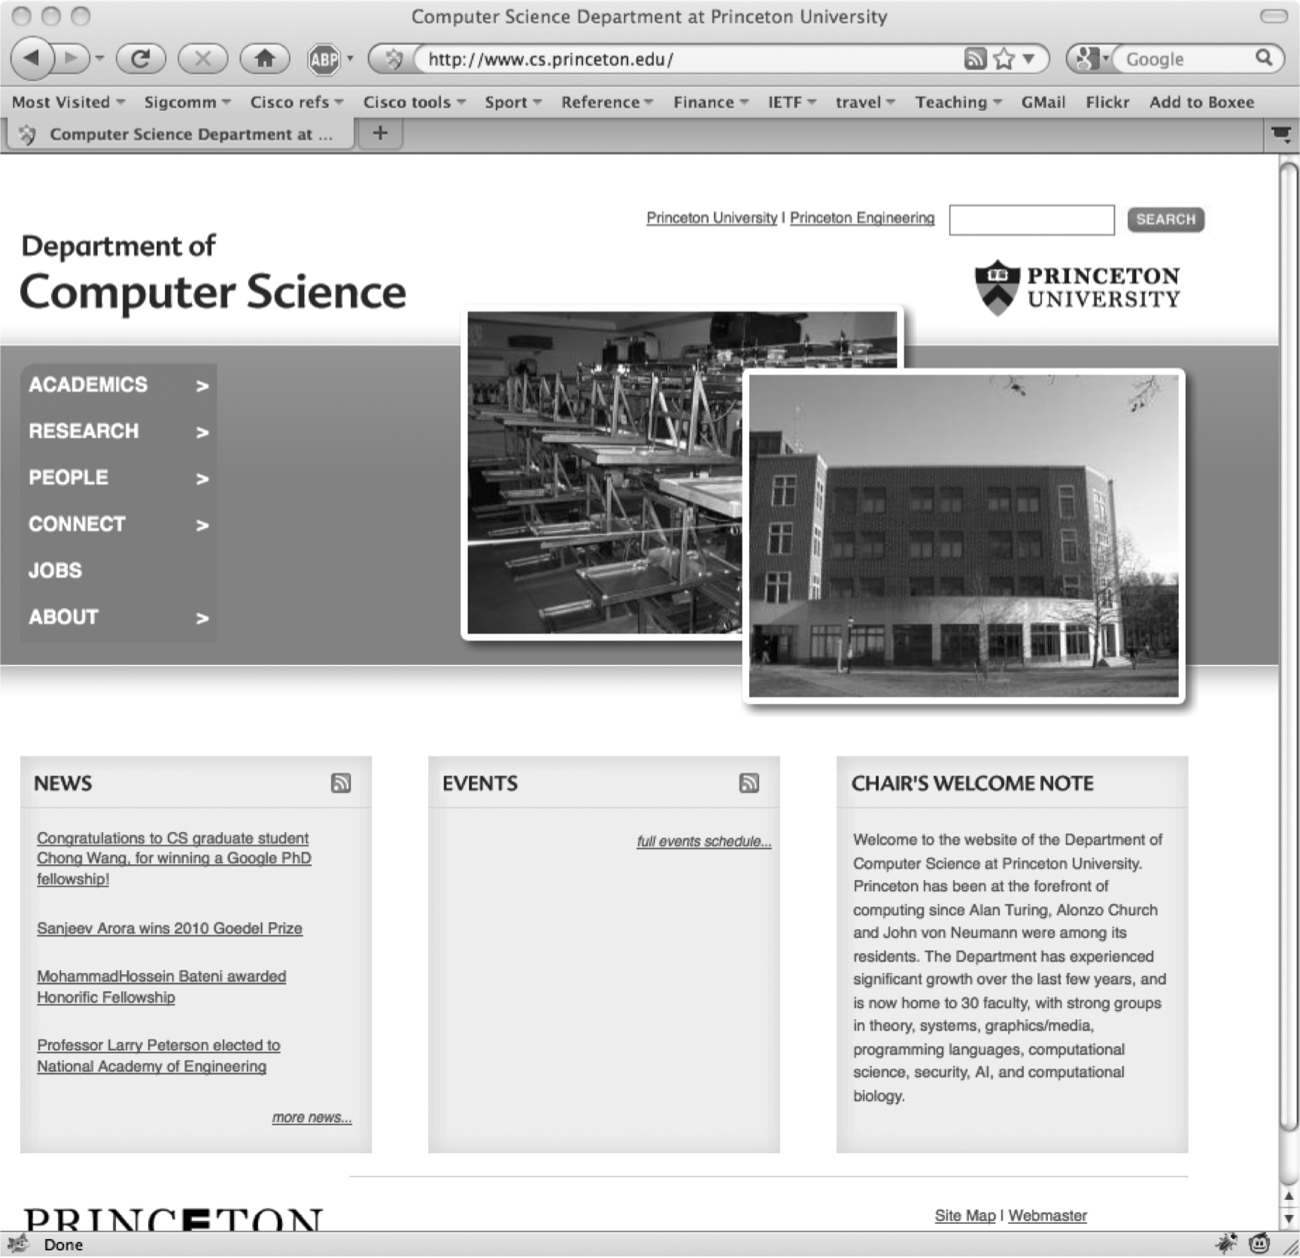 Computer Science Department at Princeton University
ABP
http://www.cs.princeton.edu/
Google
Most Visited Sigcomm Cisco refs Cisco tools Sport Reference Finance IETF travel Teaching GMail Flickr Add to Boxee
Computer Science Department at ...
+
Princeton University | Princeton Engineering
SEARCH
Department of
Computer Science
PRINCETON
UNIVERSITY
ACADEMICS >
RESEARCH >
PEOPLE >
CONNECT >
JOBS
ABOUT >
NEWS
Congratulations to CS graduate student
Chong Wang, for winning a Google PhD
fellowship!
Sanjeev Arora wins 2010 Goedel Prize
MohammadHossein Bateni awarded
Honorific Fellowship
Professor Larry Peterson elected to
National Academy of Engineering
more news...
EVENTS
full events schedule...
CHAIR'S WELCOME NOTE
Welcome to the website of the Department of
Computer Science at Princeton University.
Princeton has been at the forefront of
computing since Alan Turing, Alonzo Church
and John von Neumann were among its
residents. The Department has experienced
significant growth over the last few years, and
is now home to 30 faculty, with strong groups
in theory, systems, graphics/media,
programming languages, computational
science, security, AI, and computational
biology.
PRINCETON
Site Map | Webmaster
Done